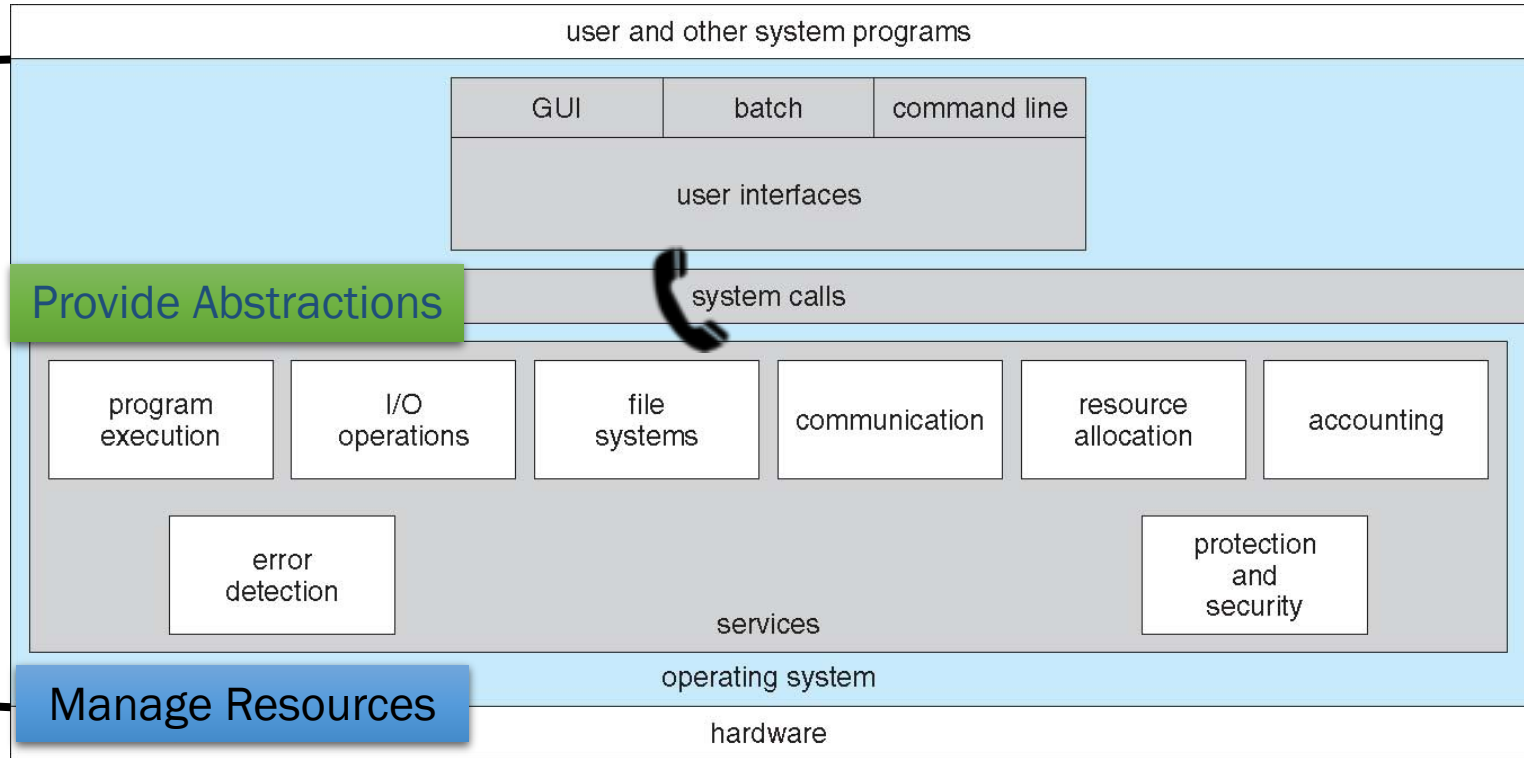 user and other system programs
GUI
batch
command line
user interfaces
Provide Abstractions
system calls
program
execution
I/O
operations
file
systems
communication
resource
allocation
accounting
error
detection
protection
and
security
services
operating system
Manage Resources
hardware